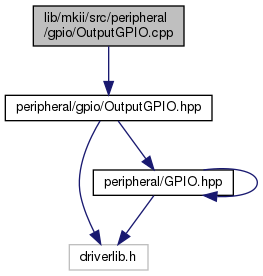 lib/mkii/src/peripheral
/gpio/OutputGPIO.cpp
peripheral/gpio/OutputGPIO.hpp
peripheral/GPIO.hpp
driverlib.h